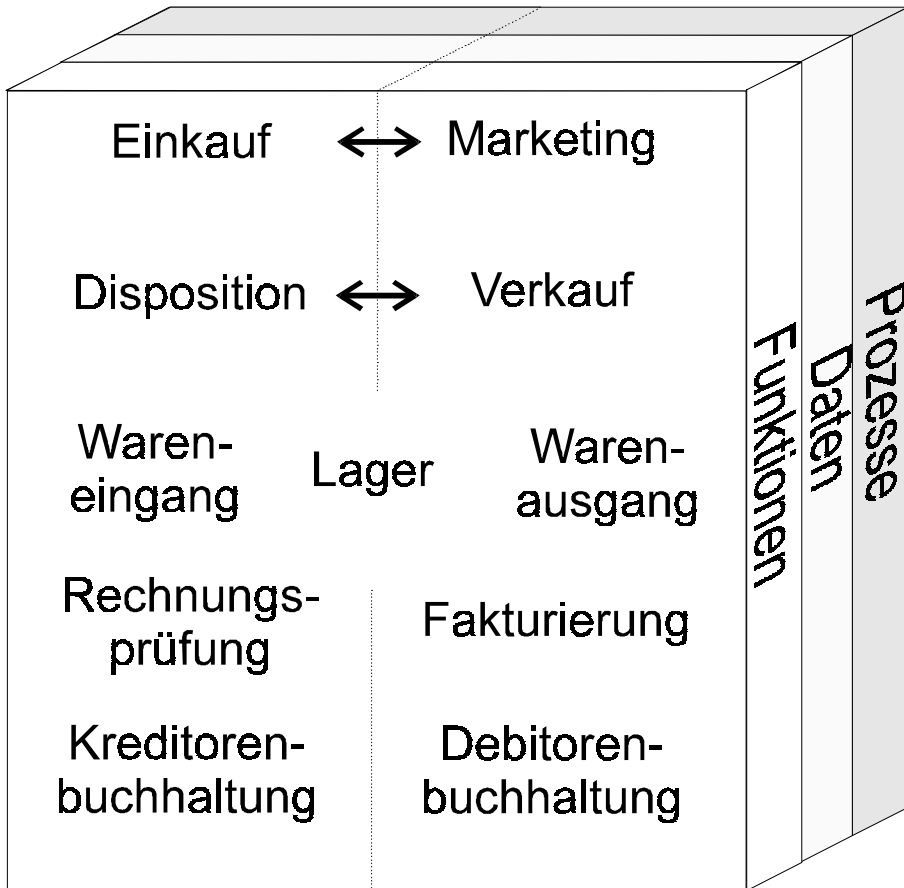 Einkauf
Marketing
Disposition
Verkauf
Waren-
eingang
Lager
Waren-
ausgang
Rechnungs-
prüfung
Fakturierung
Kreditoren-
buchhaltung
Debitoren-
buchhaltung
Funktionen
Daten
Prozesse